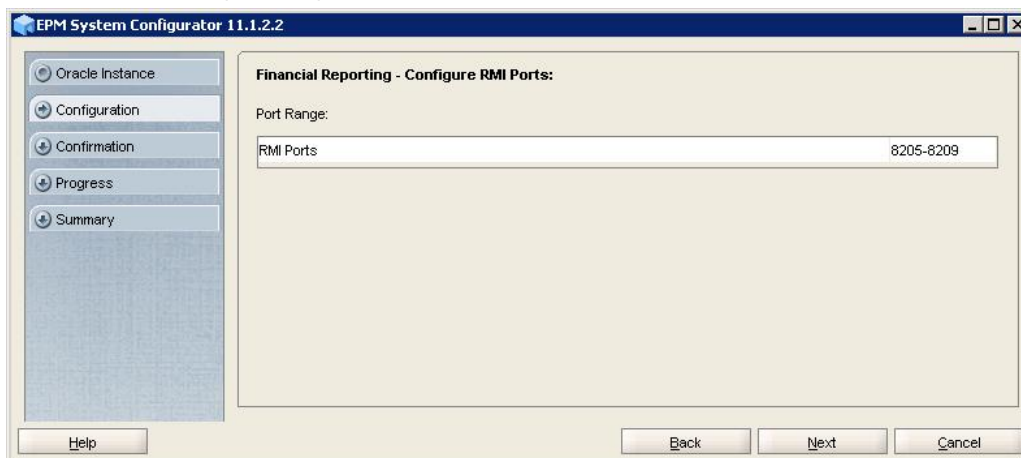 EPM System Configurator 11.1.2.2
Oracle Instance
Configuration
Confirmation
Progress
Summary
Financial Reporting - Configure RMI Ports:
Port Range:
RMI Ports 8205-8209
Help Back Next Cancel